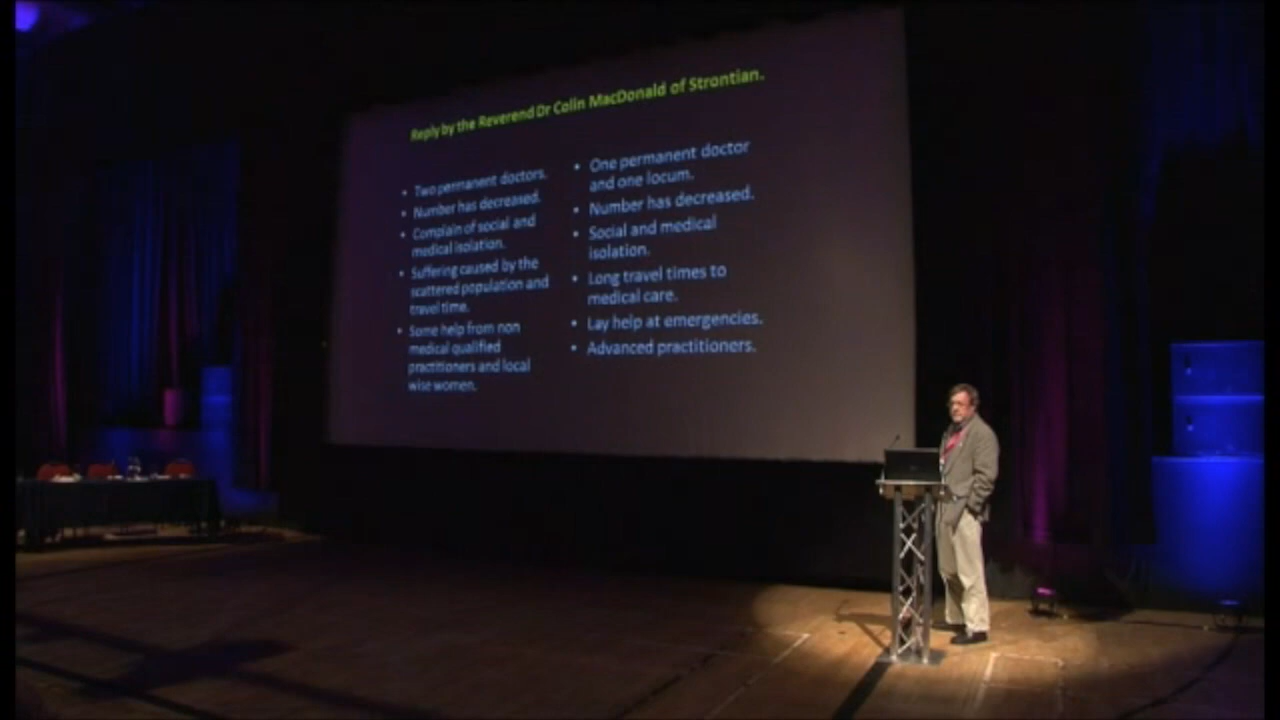 Reply by the Reverend Dr Colin MacDonald of Strontian.
• Two permanent doctors.
• Number has decreased.
• Complain of social and
medical isolation.
• Suffering caused by the
scattered population and
travel time.
• Some help from non
medical qualified
practitioners and local
wise women.
• One permanent doctor
and one locum.
• Number has decreased.
• Social and medical
isolation.
• Long travel times to
medical care.
• Lay help at emergencies.
• Advanced practitioners.